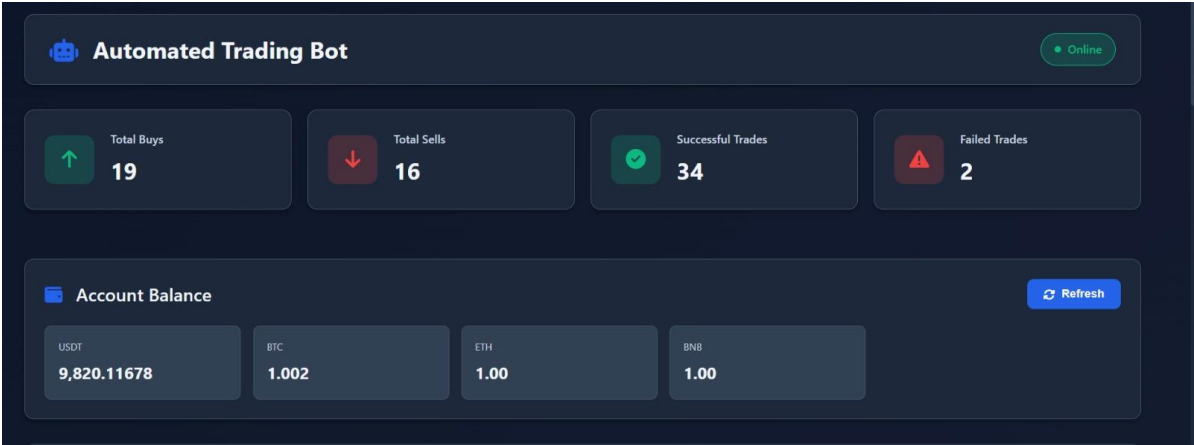 Automated Trading Bot
Online
Total Buys
19
Total Sells
16
Successful Trades
34
Failed Trades
2
Account Balance
Refresh
USDT
9,820.11678
BTC
1.002
ETH
1.00
BNB
1.00